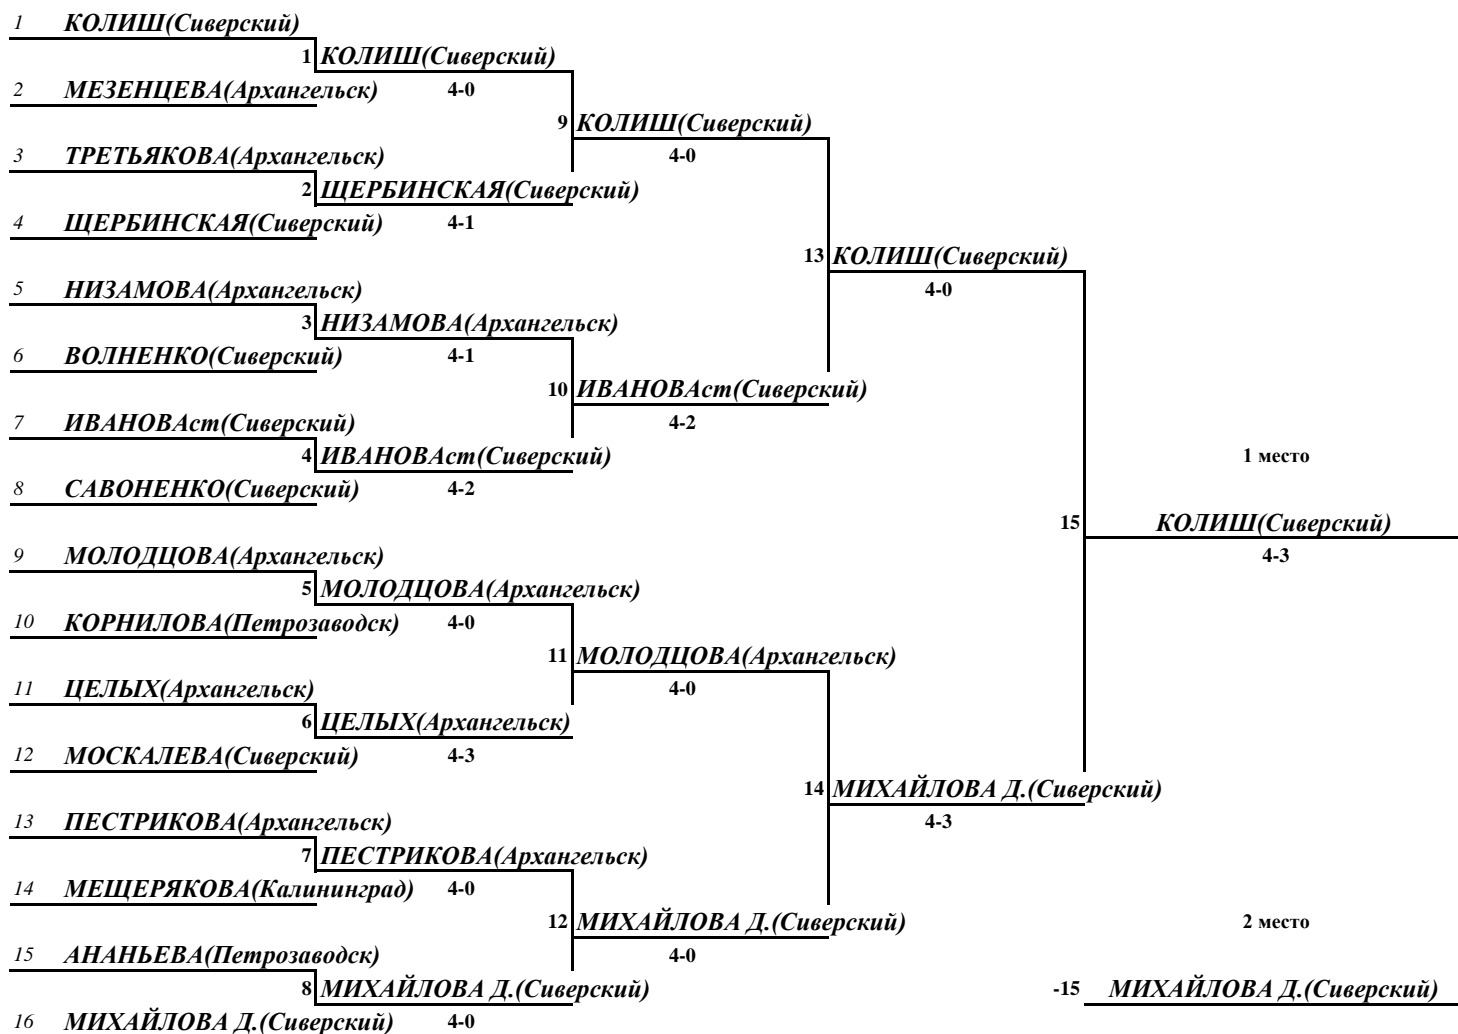 1 КОЛИШ(Сиверский)
1 КОЛИШ(Сиверский)
2 МЕЗЕНЦЕВА(Архангельск) 4-0
9 КОЛИШ(Сиверский)
3 ТРЕТЬЯКОВА(Архангельск) 4-0
2 ЩЕРБИНСКАЯ(Сиверский)
4 ЩЕРБИНСКАЯ(Сиверский) 4-1
13 КОЛИШ(Сиверский)
5 НИЗАМОВА(Архангельск) 4-0
3 НИЗАМОВА(Архангельск)
6 ВОЛНЕНКО(Сиверский) 4-1
10 ИВАНОВАст(Сиверский)
7 ИВАНОВАст(Сиверский) 4-2
4 ИВАНОВАст(Сиверский) 1 место
8 САВОНЕНКО(Сиверский) 4-2
15 КОЛИШ(Сиверский)
9 МОЛОДЦОВА(Архангельск) 4-3
5 МОЛОДЦОВА(Архангельск)
10 КОРНИЛОВА(Петрозаводск) 4-0
11 МОЛОДЦОВА(Архангельск)
11 ЦЕЛЫХ(Архангельск) 4-0
6 ЦЕЛЫХ(Архангельск)
12 МОСКАЛЕВА(Сиверский) 4-3
14 МИХАЙЛОВА Д.(Сиверский)
13 ПЕСТРИКОВА(Архангельск) 4-3
7 ПЕСТРИКОВА(Архангельск)
14 МЕЩЕРЯКОВА(Калининград) 4-0
12 МИХАЙЛОВА Д.(Сиверский) 2 место
15 АНАНЬЕВА(Петрозаводск) 4-0
8 МИХАЙЛОВА Д.(Сиверский) -15 МИХАЙЛОВА Д.(Сиверский)
16 МИХАЙЛОВА Д.(Сиверский) 4-0